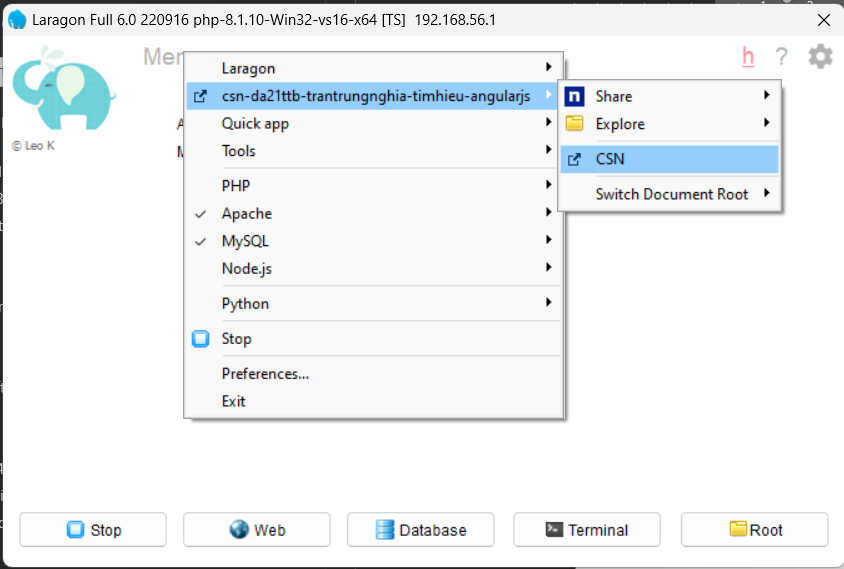 Laragon Full 6.0 220916 php-8.1.10-Win32-vs16-x64 [TS] 192.168.56.1
Men
h ?
© Leo K
A
M
Laragon
csn-da21ttb-trantrungnghia-timhieu-angularjs
Quick app
Tools
PHP
Apache
MySQL
Node.js
Python
Stop
Preferences...
Exit
n Share
Explore
CSN
Switch Document Root
Stop
Web
Database
Terminal
Root